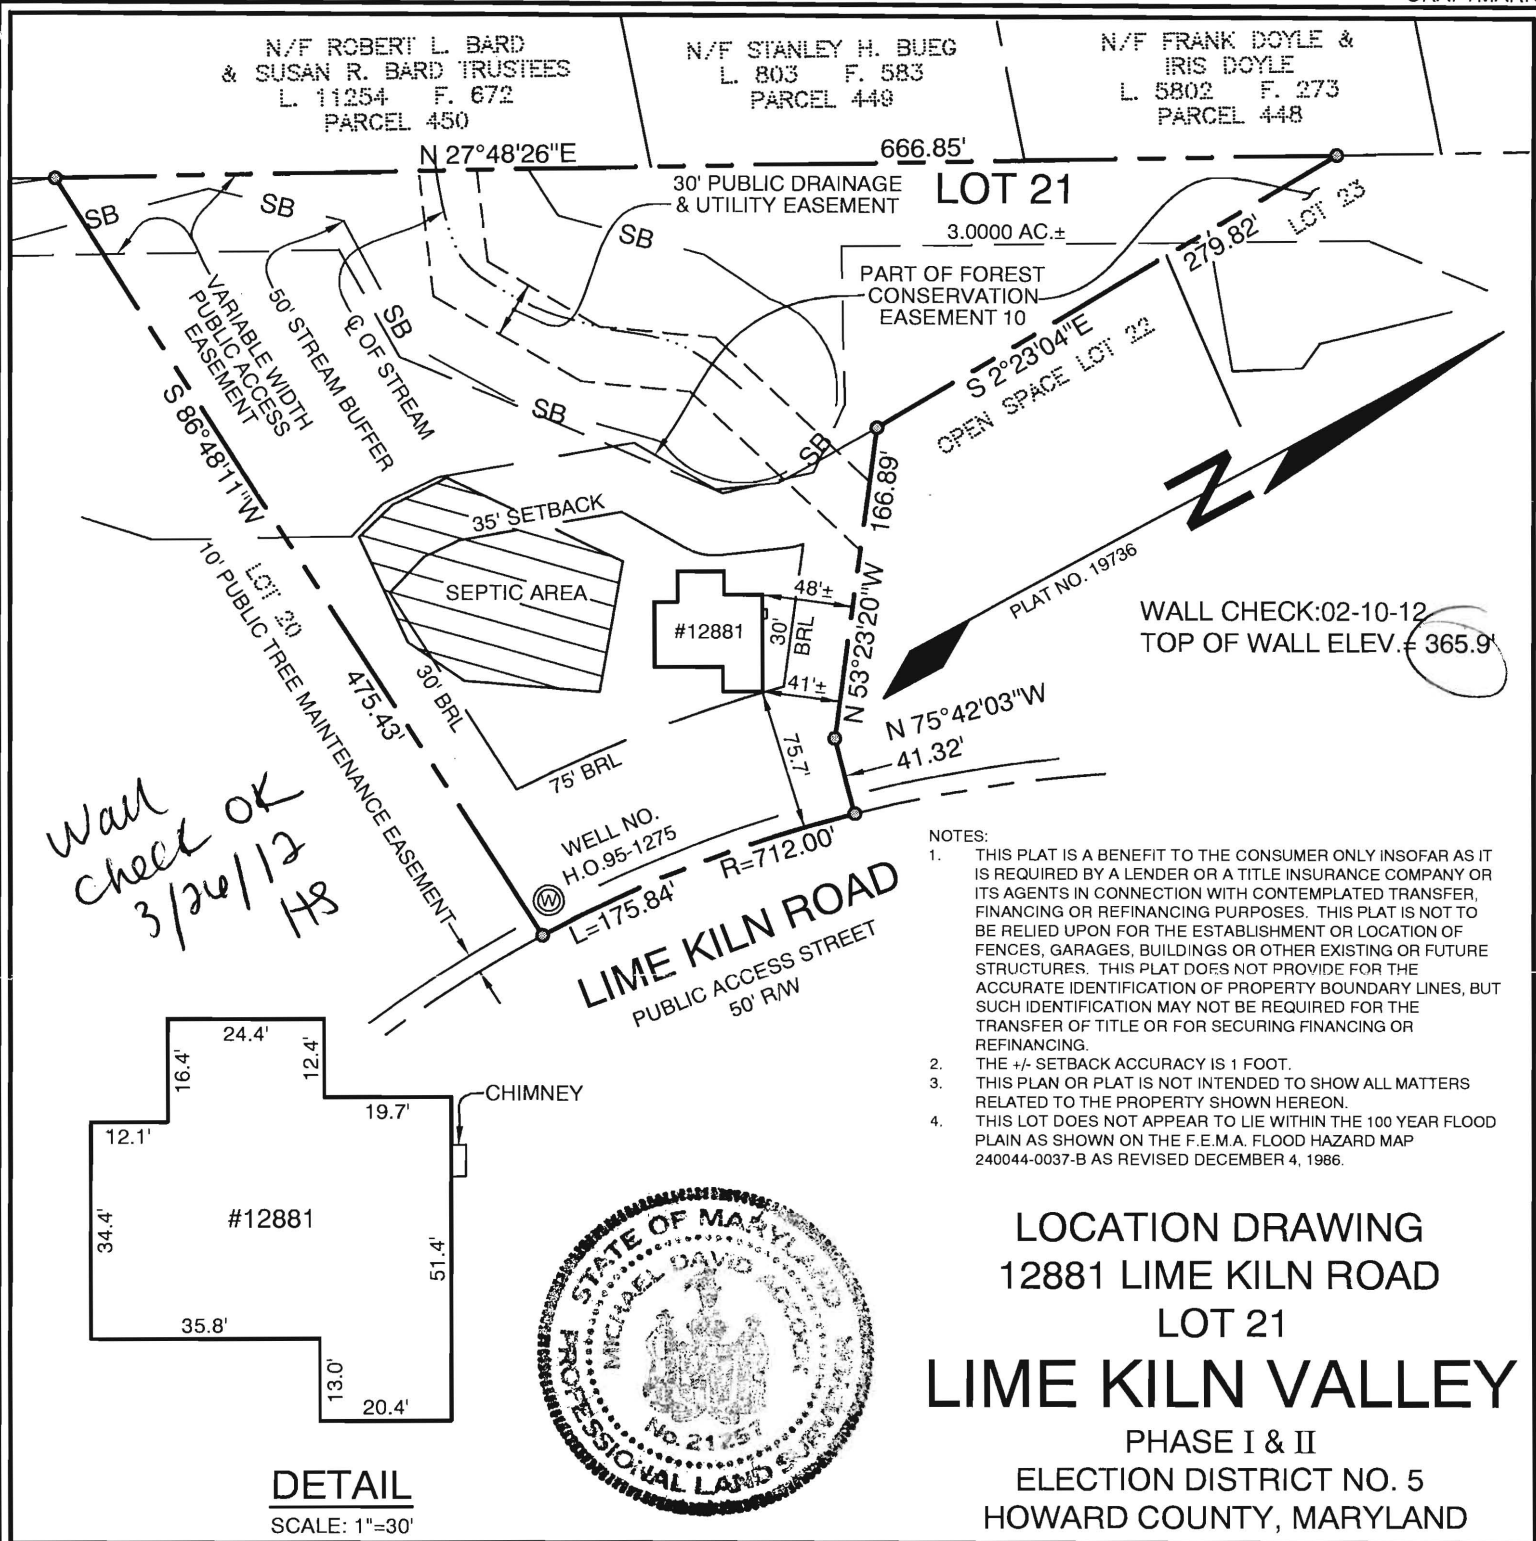 N/F ROBERT L. BARD
& SUSAN R. BARD TRUSTEES
L. 11254 F. 672
PARCEL 450
N/F STANLEY H. BUEG
L. 803 F. 583
PARCEL 449
N/F FRANK DOYLE &
IRIS DOYLE
L. 5802 F. 273
PARCEL 448
N 27°48'26"E
666.85'
LOT 21
3.0000 AC.±
30' PUBLIC DRAINAGE
& UTILITY EASEMENT
SB
SB
SB
SB
SB
SB
PART OF FOREST
CONSERVATION
EASEMENT 10
279.82'
LOT 23
S 2°23'04"E
OPEN SPACE LOT 22
VARIABLE WIDTH
PUBLIC ACCESS
EASEMENT
50' STREAM BUFFER
℄ OF STREAM
S 86°48'11"W
475.43'
LOT 20
10' PUBLIC TREE MAINTENANCE EASEMENT
35' SETBACK
SEPTIC AREA
#12881
48'±
30'
BRL
41'±
166.89'
N 53°23'20"W
N
PLAT NO. 19736
WALL CHECK:02-10-12
TOP OF WALL ELEV.= 365.9'
N 75°42'03"W
41.32'
30' BRL
75' BRL
75.7'
WELL NO.
H.O.95-1275
W
L=175.84'
R=712.00'
LIME KILN ROAD
PUBLIC ACCESS STREET
50' R/W
Wall
check OK
3/26/12
HS
NOTES:
1. THIS PLAT IS A BENEFIT TO THE CONSUMER ONLY INSOFAR AS IT
IS REQUIRED BY A LENDER OR A TITLE INSURANCE COMPANY OR
ITS AGENTS IN CONNECTION WITH CONTEMPLATED TRANSFER,
FINANCING OR REFINANCING PURPOSES. THIS PLAT IS NOT TO
BE RELIED UPON FOR THE ESTABLISHMENT OR LOCATION OF
FENCES, GARAGES, BUILDINGS OR OTHER EXISTING OR FUTURE
STRUCTURES. THIS PLAT DOES NOT PROVIDE FOR THE
ACCURATE IDENTIFICATION OF PROPERTY BOUNDARY LINES, BUT
SUCH IDENTIFICATION MAY NOT BE REQUIRED FOR THE
TRANSFER OF TITLE OR FOR SECURING FINANCING OR
REFINANCING.
2. THE +/- SETBACK ACCURACY IS 1 FOOT.
3. THIS PLAN OR PLAT IS NOT INTENDED TO SHOW ALL MATTERS
RELATED TO THE PROPERTY SHOWN HEREON.
4. THIS LOT DOES NOT APPEAR TO LIE WITHIN THE 100 YEAR FLOOD
PLAIN AS SHOWN ON THE F.E.M.A. FLOOD HAZARD MAP
240044-0037-B AS REVISED DECEMBER 4, 1986.
24.4'
16.4'
12.4'
19.7'
CHIMNEY
12.1'
34.4'
#12881
51.4'
35.8'
13.0'
20.4'
DETAIL
SCALE: 1"=30'
STATE OF MARYLAND
MICHAEL DAVID ADCOCK
No. 21257
PROFESSIONAL LAND SURVEYOR
LOCATION DRAWING
12881 LIME KILN ROAD
LOT 21
LIME KILN VALLEY
PHASE I & II
ELECTION DISTRICT NO. 5
HOWARD COUNTY, MARYLAND